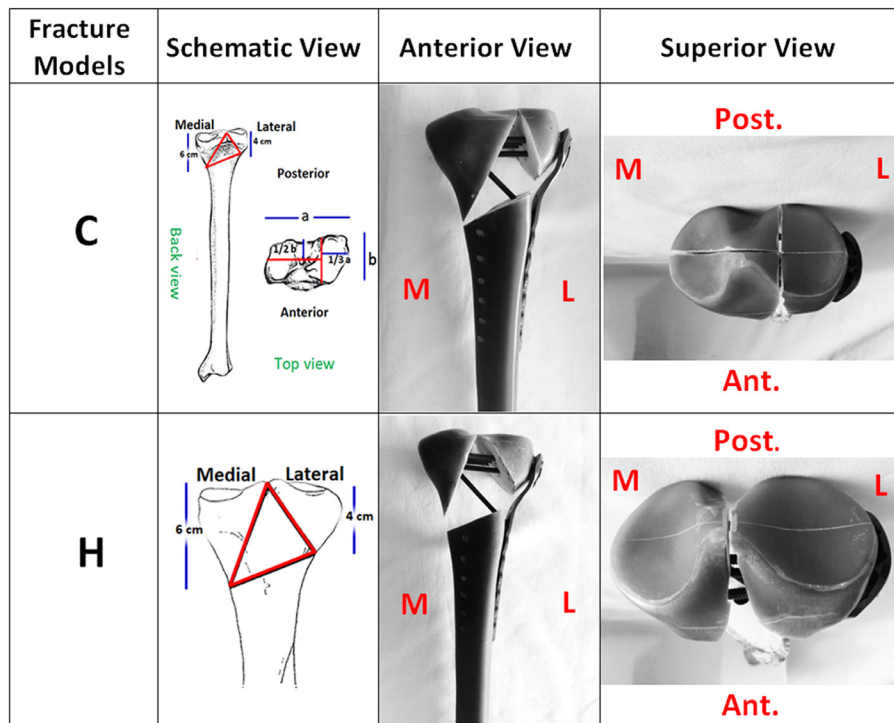 Fracture
Models
Schematic View
Anterior View
Superior View
C
Medial
Lateral
6 cm
4 cm
Posterior
a
1/2 b
b
1/3 a
Anterior
Back view
Top view
M
L
Post.
M
L
Ant.
H
Medial
Lateral
6 cm
4 cm
M
L
Post.
M
L
Ant.